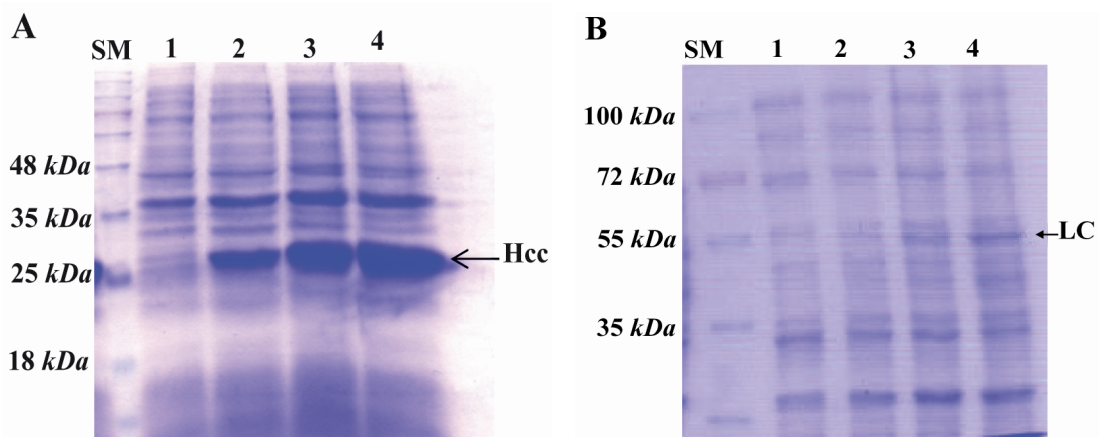 A
SM 1 2 3 4
48 kDa
35 kDa
25 kDa
18 kDa
Hcc
B
SM 1 2 3 4
100 kDa
72 kDa
55 kDa
35 kDa
LC